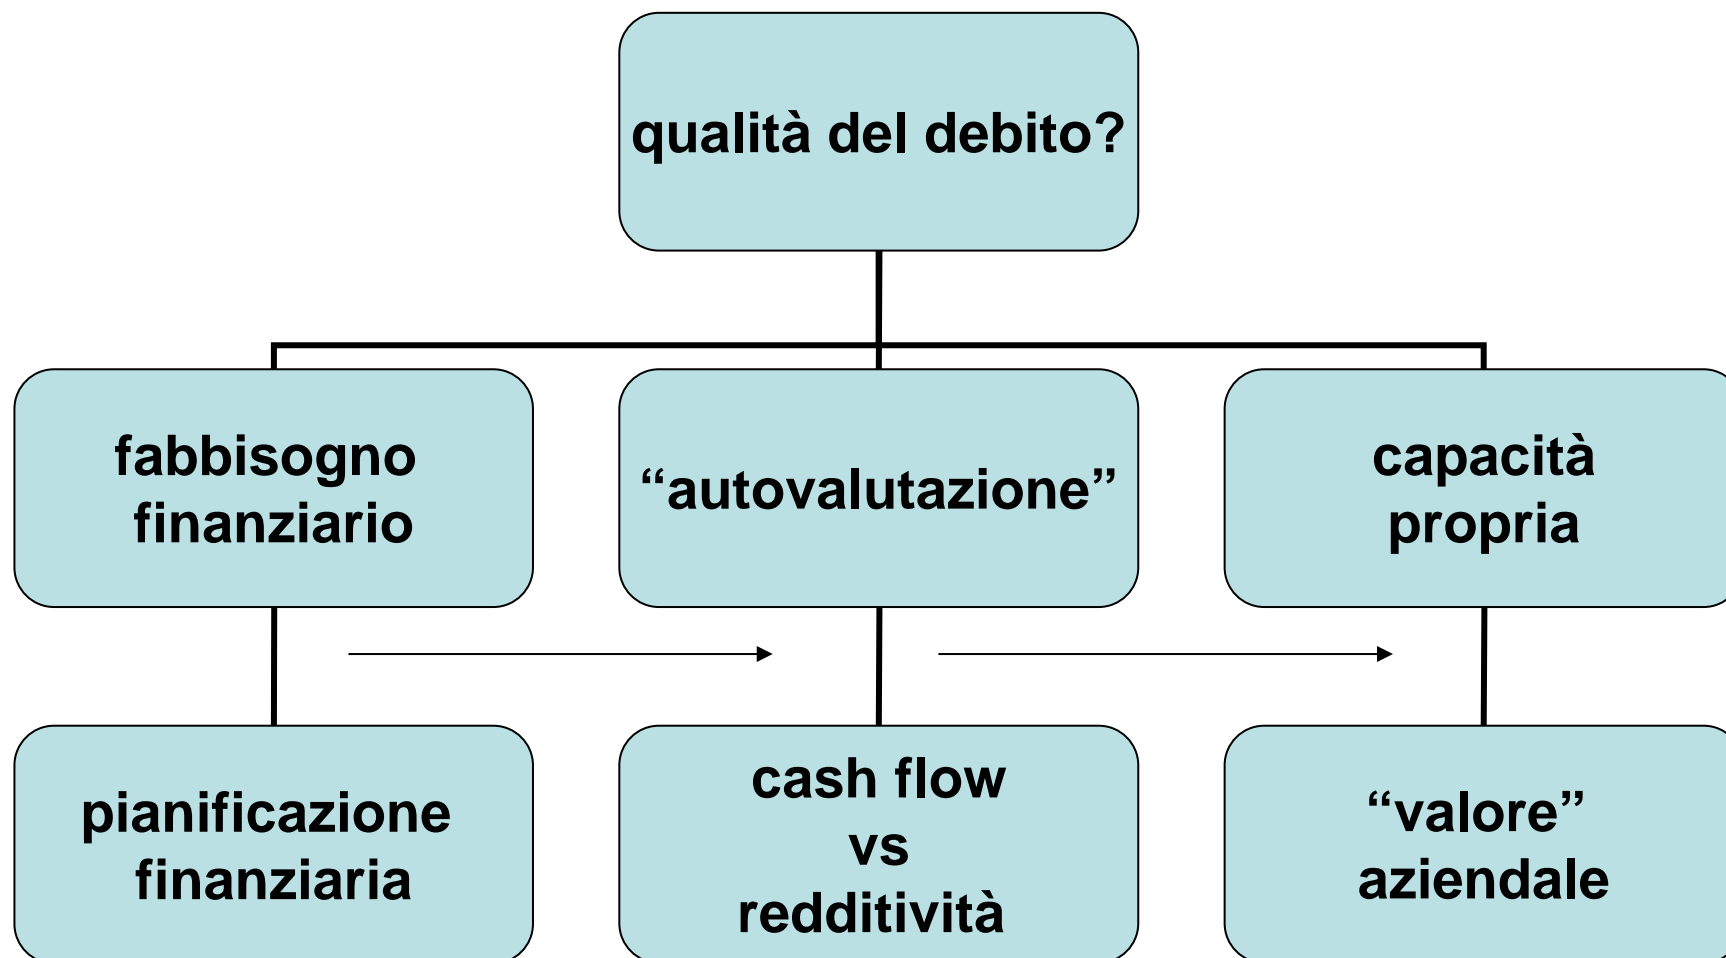 qualità del debito?
fabbisogno
finanziario
“autovalutazione”
capacità
propria
pianificazione
finanziaria
cash flow
vs
redditività
“valore”
aziendale